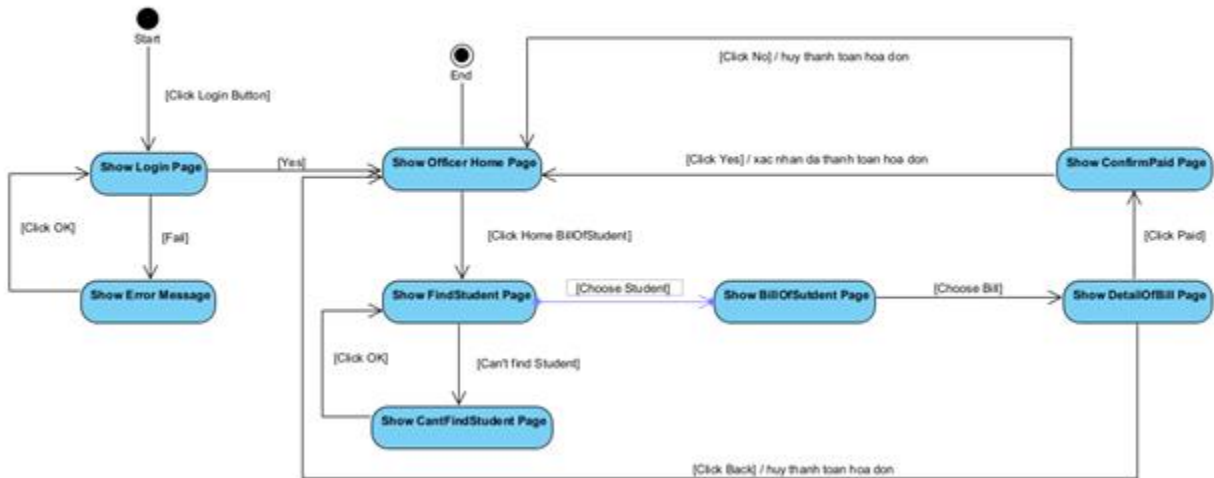 Start
End
[Click No] / huy thanh toan hoa don
[Click Login Button]
Show Login Page
[Yes]
Show Officer Home Page
[Click Yes] / xac nhan da thanh toan hoa don
Show ConfirmPaid Page
[Click OK]
[Fail]
[Click Home BillOfStudent]
[Click Paid]
Show Error Message
Show FindStudent Page
[Choose Student]
Show BillOfSutdent Page
[Choose Bill]
Show DetailOfBill Page
[Click OK]
[Can't find Student]
Show CantFindStudent Page
[Click Back] / huy thanh toan hoa don